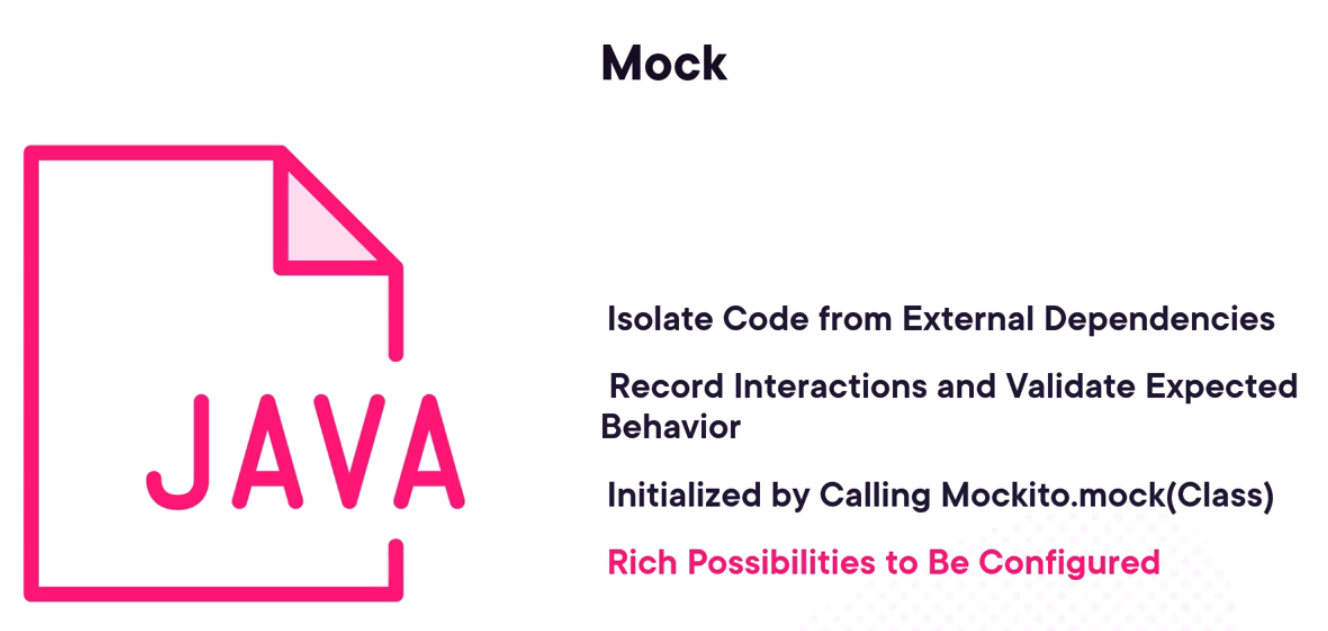 Mock
JAVA
Isolate Code from External Dependencies
Record Interactions and Validate Expected
Behavior
Initialized by Calling Mockito.mock(Class)
Rich Possibilities to Be Configured